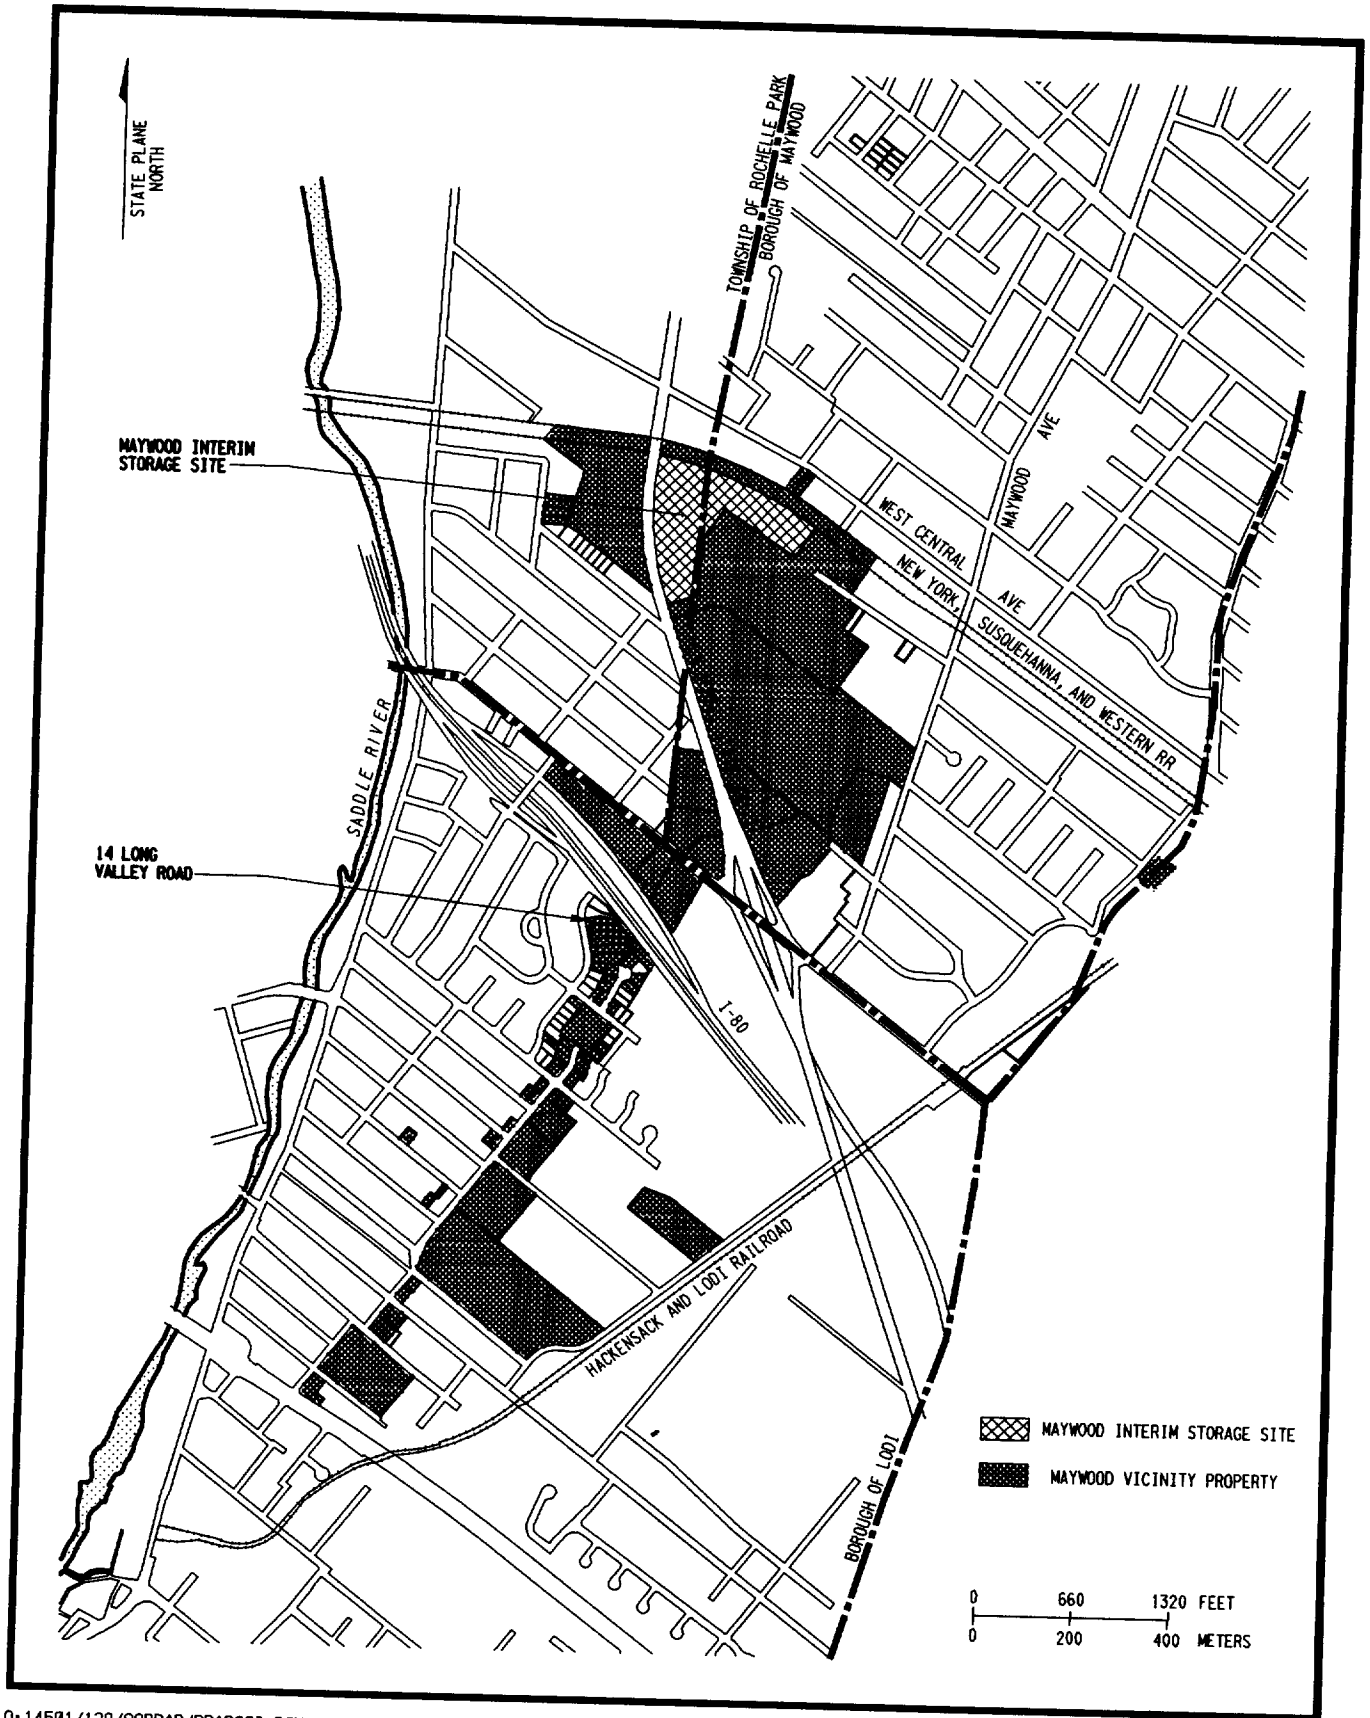 STATE PLANE
NORTH
TOWNSHIP OF ROCHELLE PARK
BOROUGH OF MAYWOOD
MAYWOOD INTERIM
STORAGE SITE
MAYWOOD AVE
WEST CENTRAL AVE
NEW YORK, SUSQUEHANNA, AND WESTERN RR
SADDLE RIVER
14 LONG
VALLEY ROAD
I-80
HACKENSACK AND LODI RAILROAD
BOROUGH OF LODI
MAYWOOD INTERIM STORAGE SITE
MAYWOOD VICINITY PROPERTY
0 660 1320 FEET
0 200 400 METERS